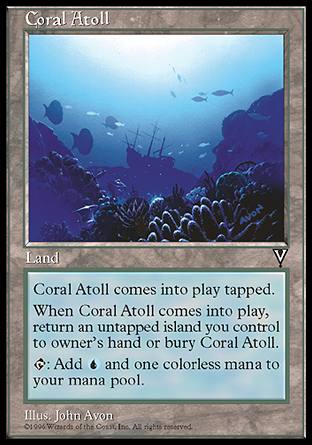 Coral Atoll
AVON
Land
Coral Atoll comes into play tapped.
When Coral Atoll comes into play,
return an untapped island you control
to owner's hand or bury Coral Atoll.
: Add and one colorless mana to
your mana pool.
Illus. John Avon
©1996 Wizards of the Coast, Inc. All rights reserved.